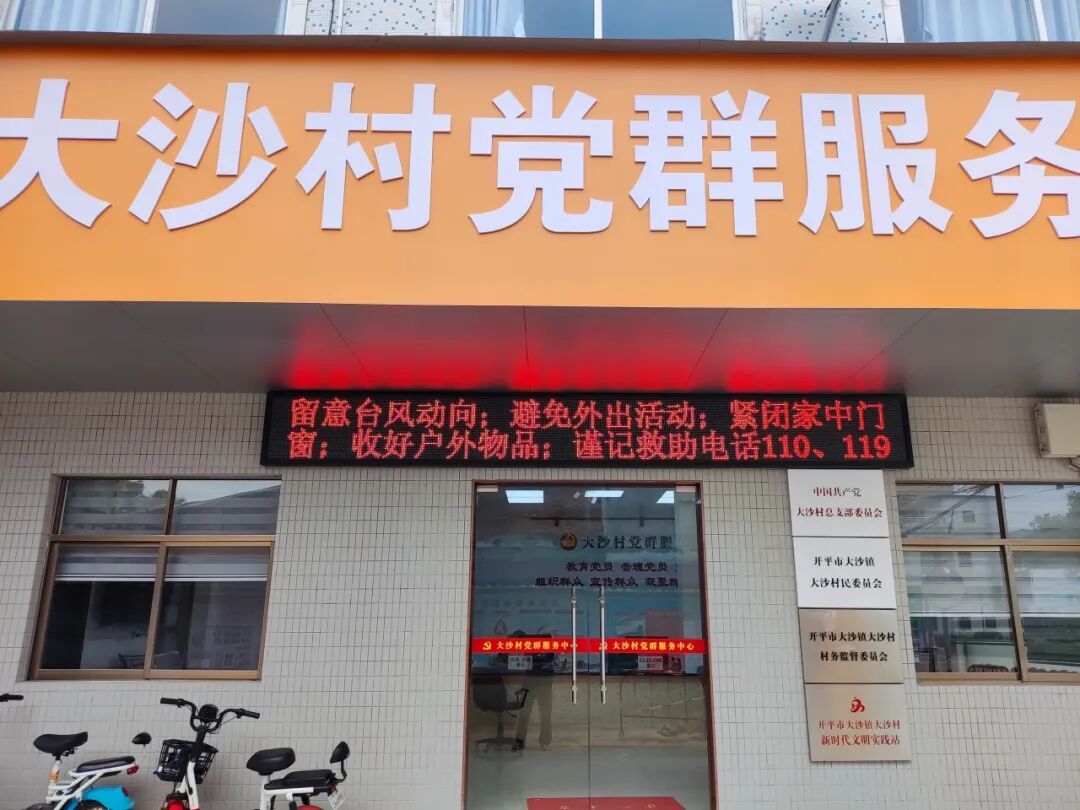 大沙村党群服务
留意台风动向；避免外出活动；紧闭家中门
窗；收好户外物品；谨记救助电话110、119
中国共产党
大沙村总支部委员会
开平市大沙镇
大沙村民委员会
开平市大沙镇大沙村
村务监督委员会
开平市大沙镇大沙村
新时代文明实践站
大沙村党群服
教育党员 管理党员
组织群众 宣传群众 凝聚群
大沙村党群服务中心
大沙村党群服务中心